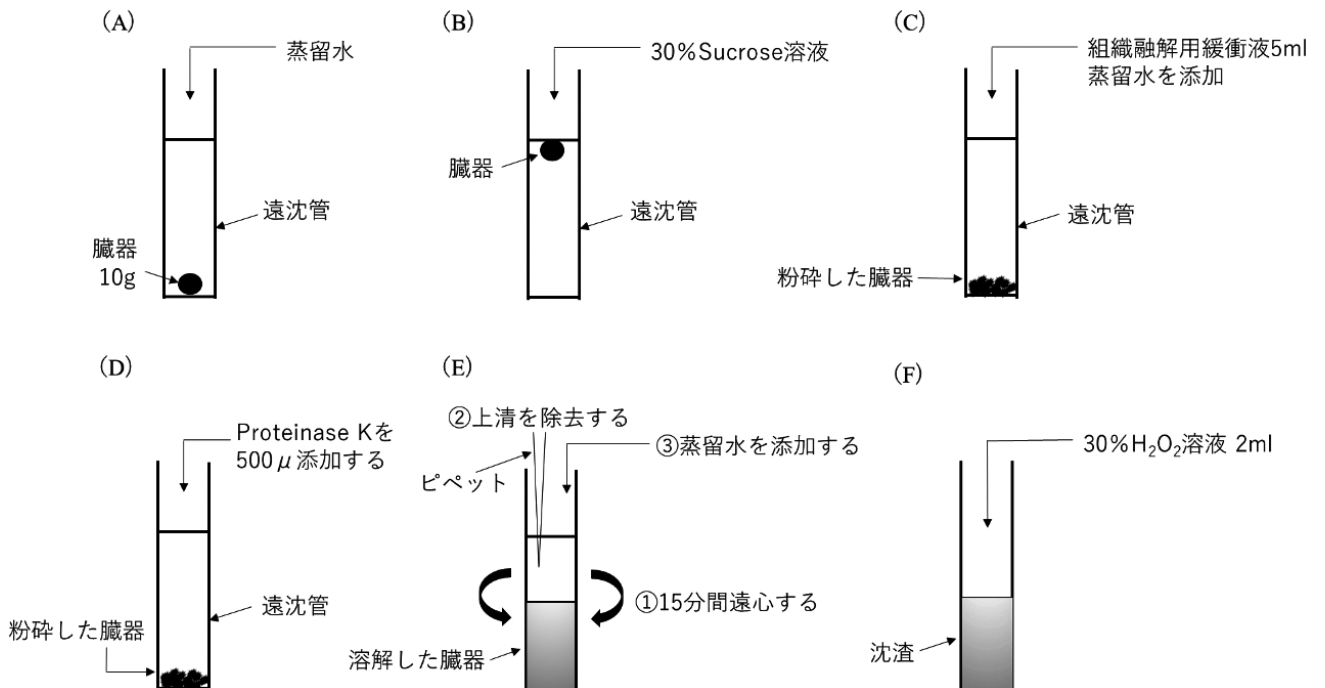 (A)
蒸留水
遠沈管
臓器
10g
(B)
30%Sucrose溶液
臓器
遠沈管
(C)
組織融解用緩衝液5ml
蒸留水を添加
遠沈管
粉砕した臓器
(D)
Proteinase Kを
500μ添加する
遠沈管
粉砕した臓器
(E)
②上清を除去する
③蒸留水を添加する
ピペット
①15分間遠心する
溶解した臓器
(F)
30%H₂O₂溶液 2ml
沈渣